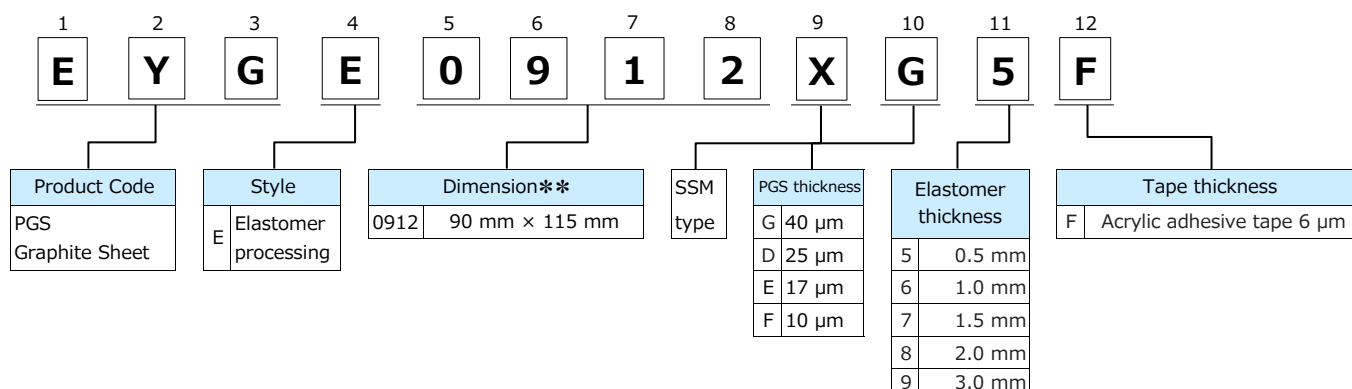 1 2 3 4 5 6 7 8 9 10 11 12
E Y G E 0 9 1 2 X G 5 F
Product Code
PGS
Graphite Sheet
Style
E Elastomer
processing
Dimension**
0912 90 mm × 115 mm
SSM
type
PGS thickness
G 40 µm
D 25 µm
E 17 µm
F 10 µm
Elastomer
thickness
5 0.5 mm
6 1.0 mm
7 1.5 mm
8 2.0 mm
9 3.0 mm
Tape thickness
F Acrylic adhesive tape 6 µm